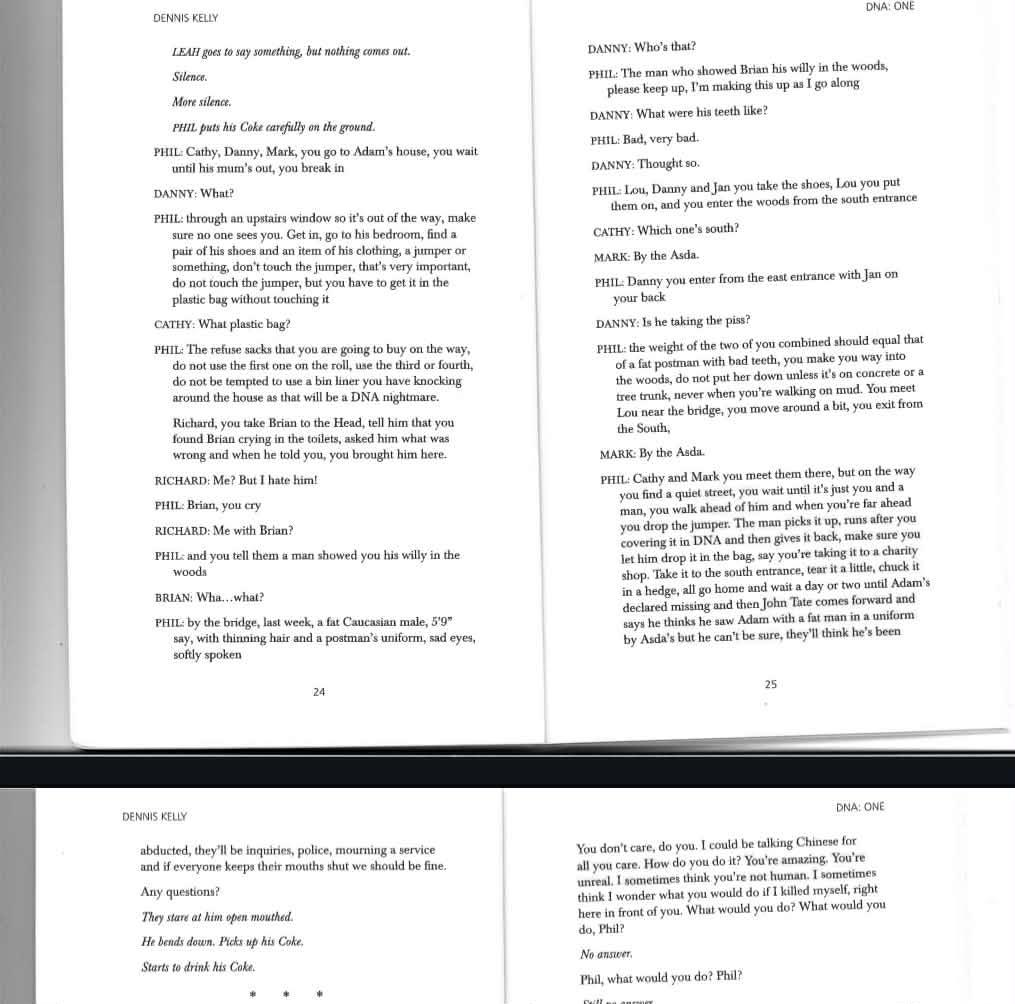 DENNIS KELLY
LEAH goes to say something, but nothing comes out.
Silence.
More silence.
PHIL puts his Coke carefully on the ground.
PHIL: Cathy, Danny, Mark, you go to Adam's house, you wait
until his mum's out, you break in
DANNY: What?
PHIL: through an upstairs window so it's out of the way, make
sure no one sees you. Get in, go to his bedroom, find a
pair of his shoes and an item of his clothing, a jumper or
something, don't touch the jumper, that's very important,
do not touch the jumper, but you have to get it in the
plastic bag without touching it
CATHY: What plastic bag?
PHIL: The refuse sacks that you are going to buy on the way,
do not use the first one on the roll, use the third or fourth,
do not be tempted to use a bin liner you have knocking
around the house as that will be a DNA nightmare.
Richard, you take Brian to the Head, tell him that you
found Brian crying in the toilets, asked him what was
wrong and when he told you, you brought him here.
RICHARD: Me? But I hate him!
PHIL: Brian, you cry
RICHARD: Me with Brian?
PHIL: and you tell them a man showed you his willy in the
woods
BRIAN: Wha…what?
PHIL: by the bridge, last week, a fat Caucasian male, 5'9"
say, with thinning hair and a postman's uniform, sad eyes,
softly spoken
24
DNA: ONE
DANNY: Who's that?
PHIL: The man who showed Brian his willy in the woods,
please keep up, I'm making this up as I go along
DANNY: What were his teeth like?
PHIL: Bad, very bad.
DANNY: Thought so.
PHIL: Lou, Danny and Jan you take the shoes, Lou you put
them on, and you enter the woods from the south entrance
CATHY: Which one's south?
MARK: By the Asda.
PHIL: Danny you enter from the east entrance with Jan on
your back
DANNY: Is he taking the piss?
PHIL: the weight of the two of you combined should equal that
of a fat postman with bad teeth, you make you way into
the woods, do not put her down unless it's on concrete or a
tree trunk, never when you're walking on mud. You meet
Lou near the bridge, you move around a bit, you exit from
the South,
MARK: By the Asda.
PHIL: Cathy and Mark you meet them there, but on the way
you find a quiet street, you wait until it's just you and a
man, you walk ahead of him and when you're far ahead
you drop the jumper. The man picks it up, runs after you
covering it in DNA and then gives it back, make sure you
let him drop it in the bag, say you're taking it to a charity
shop. Take it to the south entrance, tear it a little, chuck it
in a hedge, all go home and wait a day or two until Adam's
declared missing and then John Tate comes forward and
says he thinks he saw Adam with a fat man in a uniform
by Asda's but he can't be sure, they'll think he's been
25
DENNIS KELLY
abducted, they'll be inquiries, police, mourning a service
and if everyone keeps their mouths shut we should be fine.
Any questions?
They stare at him open mouthed.
He bends down. Picks up his Coke.
Starts to drink his Coke.
* * *
DNA: ONE
You don't care, do you. I could be talking Chinese for
all you care. How do you do it? You're amazing. You're
unreal. I sometimes think you're not human. I sometimes
think I wonder what you would do if I killed myself, right
here in front of you. What would you do? What would you
do, Phil?
No answer.
Phil, what would you do? Phil?
Still no answer